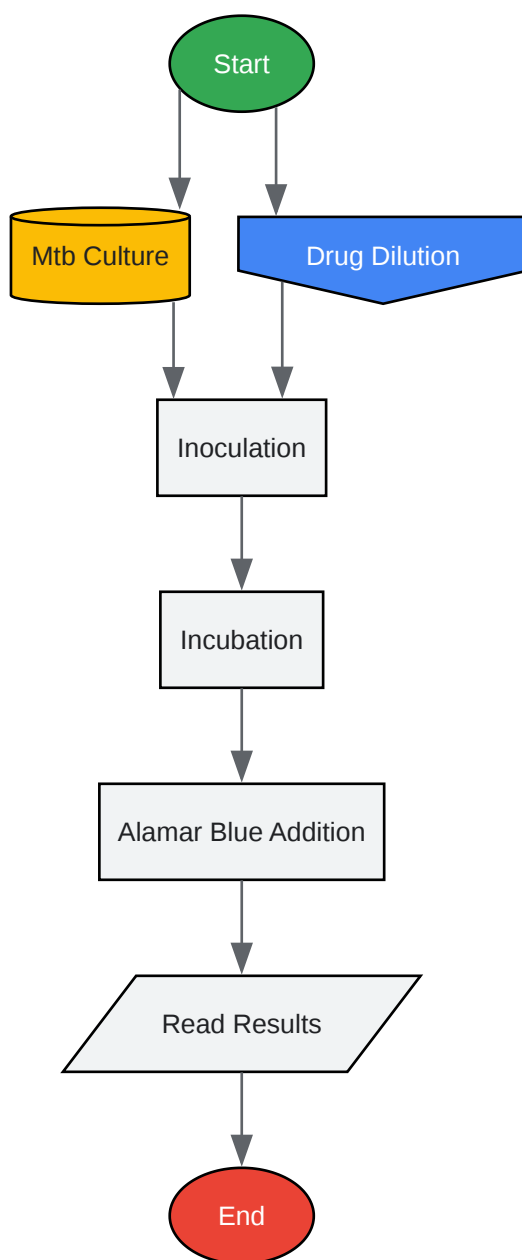 Start
Mtb Culture
Drug Dilution
Inoculation
Incubation
Alamar Blue Addition
Read Results
End